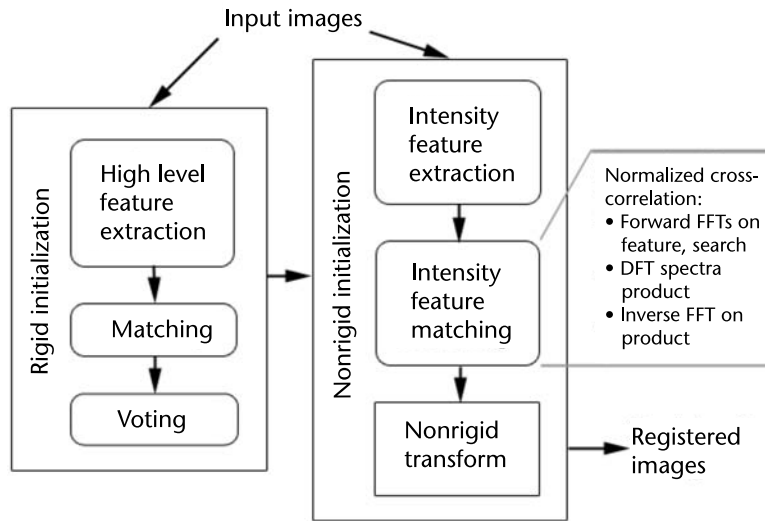 Input images
Rigid initialization
High level
feature
extraction
Matching
Voting
Nonrigid initialization
Intensity
feature
extraction
Intensity
feature
matching
Nonrigid
transform
Normalized cross-
correlation:
• Forward FFTs on
feature, search
• DFT spectra
product
• Inverse FFT on
product
Registered
images